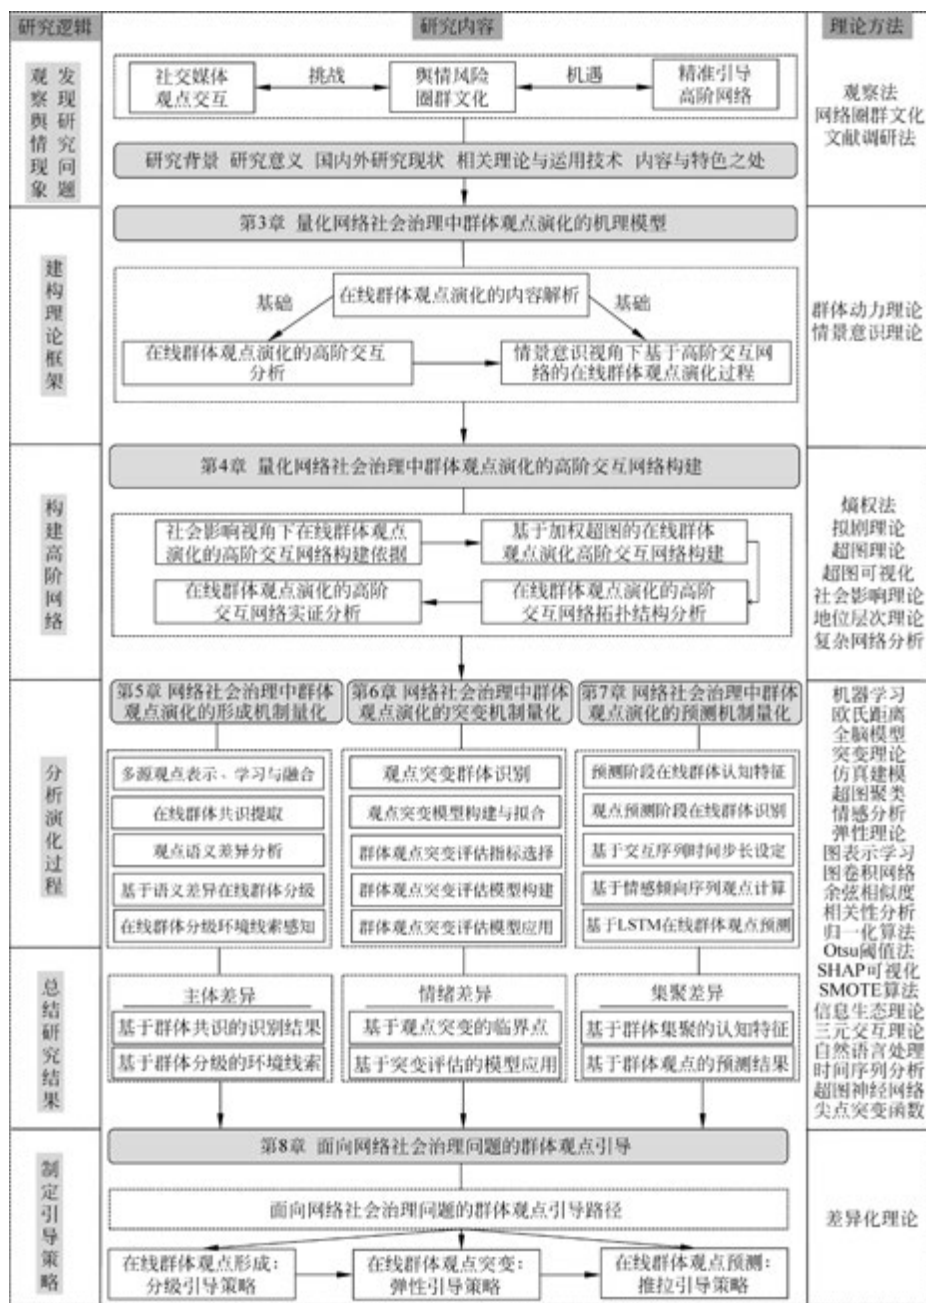 研究逻辑
研究内容
理论方法
观察舆情现象
发现研究问题
社交媒体
观点交互
挑战
舆情风险
圈群文化
机遇
精准引导
高阶网络
观察法
网络圈群文化
文献调研法
研究背景 研究意义 国内外研究现状 相关理论与运用技术 内容与特色之处
建构理论框架
第3章 量化网络社会治理中群体观点演化的机理模型
在线群体观点演化的内容解析
基础
基础
在线群体观点演化的高阶交互
分析
情景意识视角下基于高阶交互网
络的在线群体观点演化过程
群体动力理论
情景意识理论
构建高阶网络
第4章 量化网络社会治理中群体观点演化的高阶交互网络构建
社会影响视角下在线群体观点
演化的高阶交互网络构建依据
基于加权超图的在线群体
观点演化高阶交互网络构建
在线群体观点演化的高阶
交互网络实证分析
在线群体观点演化的高阶
交互网络拓扑结构分析
熵权法
拟剧理论
超图理论
超图可视化
社会影响理论
地位层次理论
复杂网络分析
分析演化过程
第5章 网络社会治理中群体
观点演化的形成机制量化
多源观点表示、学习与融合
在线群体共识提取
观点语义差异分析
基于语义差异在线群体分级
在线群体分级环境线索感知
第6章 网络社会治理中群体
观点演化的突变机制量化
观点突变群体识别
观点突变模型构建与拟合
群体观点突变评估指标选择
群体观点突变评估模型构建
群体观点突变评估模型应用
第7章 网络社会治理中群体
观点演化的预测机制量化
预测阶段在线群体认知特征
观点预测阶段在线群体识别
基于交互序列时间步长设定
基于情感倾向序列观点计算
基于LSTM在线群体观点预测
机器学习
欧氏距离
全脑模型
突变理论
仿真建模
超图聚类
情感分析
弹性理论
图表示学习
图卷积网络
余弦相似度
相关性分析
归一化算法
Otsu阈值法
SHAP可视化
SMOTE算法
信息生态理论
三元交互理论
自然语言处理
时间序列分析
超图神经网络
尖点突变函数
总结研究结果
主体差异
基于群体共识的识别结果
基于群体分级的环境线索
情绪差异
基于观点突变的临界点
基于突变评估的模型应用
集聚差异
基于群体集聚的认知特征
基于群体观点的预测结果
制定引导策略
第8章 面向网络社会治理问题的群体观点引导
面向网络社会治理问题的群体观点引导路径
在线群体观点形成：
分级引导策略
在线群体观点突变：
弹性引导策略
在线群体观点预测：
推拉引导策略
差异化理论